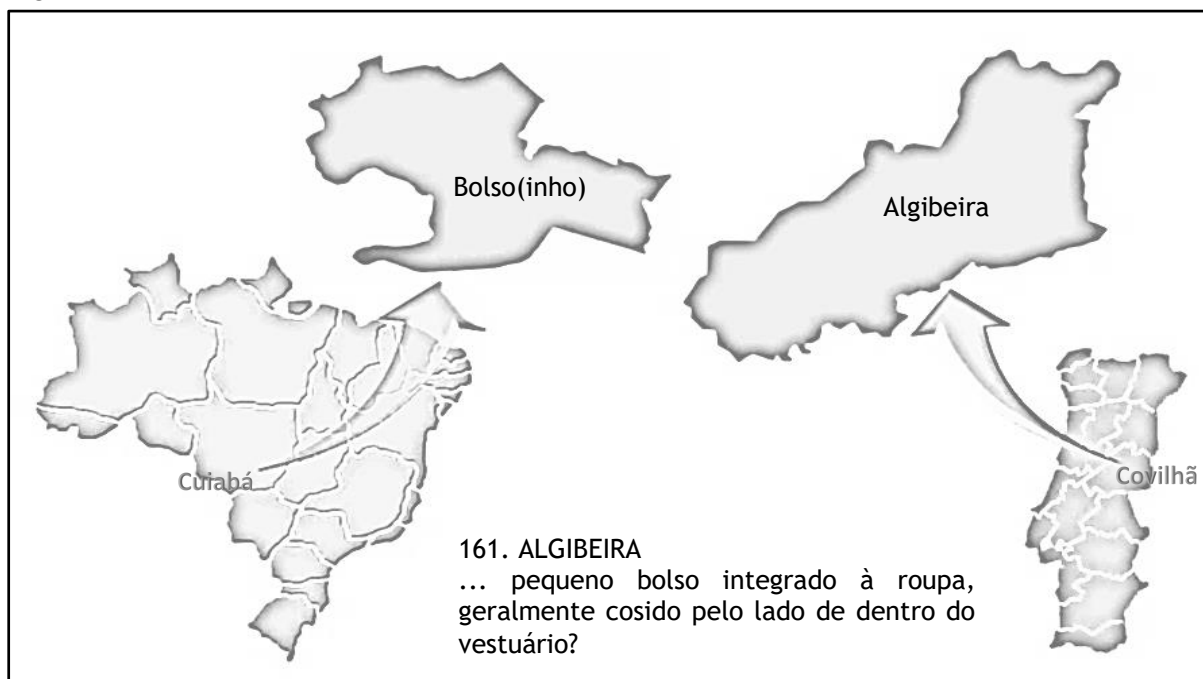 Bolso(inho)
Algibeira
Cuiabá
Covilhã
161. ALGIBEIRA
... pequeno bolso integrado à roupa,
geralmente cosido pelo lado de dentro do
vestuário?